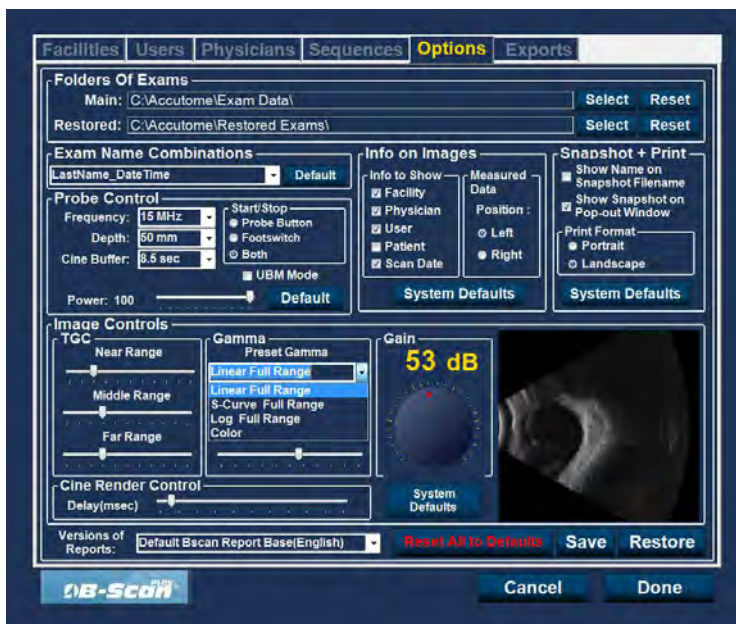 Facilities Users Physicians Sequences Options Exports
Folders Of Exams
Main: C:\Accutome\Exam Data\ Select Reset
Restored: C:\Accutome\Restored Exams\ Select Reset
Exam Name Combinations
LastName_DateTime Default
Probe Control
Frequency: 15 MHz
Depth: 50 mm
Cine Buffer: 8.5 sec
Start/Stop
Probe Button
Footswitch
Both
UBM Mode
Power: 100 Default
Info on Images
Info to Show
Facility
Physician
User
Patient
Scan Date
Measured
Data
Position :
Left
Right
System Defaults
Snapshot + Print
Show Name on
Snapshot Filename
Show Snapshot on
Pop-out Window
Print Format
Portrait
Landscape
System Defaults
Image Controls
TGC
Near Range
Middle Range
Far Range
Gamma
Preset Gamma
Linear Full Range
Linear Full Range
S-Curve Full Range
Log Full Range
Color
Gain
53 dB
System
Defaults
Cine Render Control
Delay(msec)
Versions of
Reports: Default Bscan Report Base(English) Reset All to Defaults Save Restore
B-Scan Cancel Done